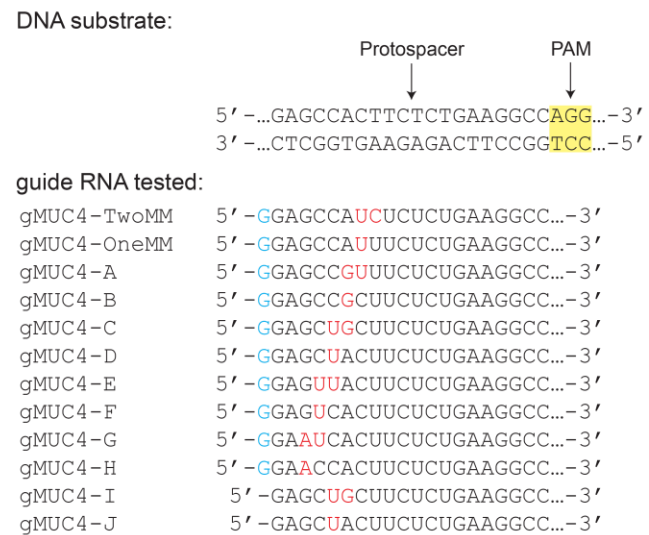 DNA substrate:
Protospacer PAM
5′-…GAGCCACTTCTCTGAAGGCCAGG…-3′
3′-…CTCGGTGAAGAGACTTCCGGTCC…-5′
guide RNA tested:
gMUC4-TwoMM 5′-GGAGCCAUCUCUCUGAAGGCC…-3′
gMUC4-OneMM 5′-GGAGCCAUUUCUCUGAAGGCC…-3′
gMUC4-A 5′-GGAGCCGUUUCUCUGAAGGCC…-3′
gMUC4-B 5′-GGAGCCGCUUCUCUGAAGGCC…-3′
gMUC4-C 5′-GGAGCUGCUUCUCUGAAGGCC…-3′
gMUC4-D 5′-GGAGCUACUUCUCUGAAGGCC…-3′
gMUC4-E 5′-GGAGUUACUUCUCUGAAGGCC…-3′
gMUC4-F 5′-GGAGUCACUUCUCUGAAGGCC…-3′
gMUC4-G 5′-GGAAUCACUUCUCUGAAGGCC…-3′
gMUC4-H 5′-GGAACCACUUCUCUGAAGGCC…-3′
gMUC4-I 5′-GAGCUGCUUCUCUGAAGGCC…-3′
gMUC4-J 5′-GAGCUACUUCUCUGAAGGCC…-3′